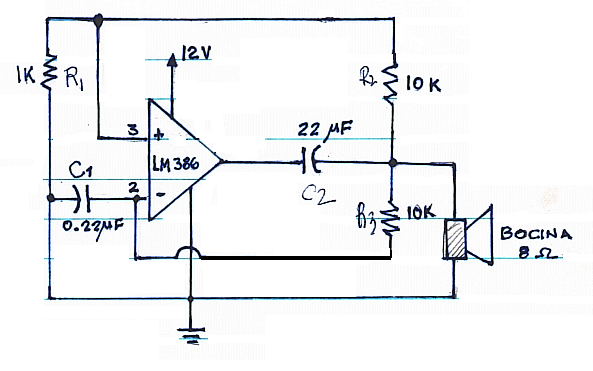 12V
1K R1
R2 10K
3 +
LM386
22 µF
C1
2 -
C2
0.22µF
R3 10K
BOCINA
8 Ω